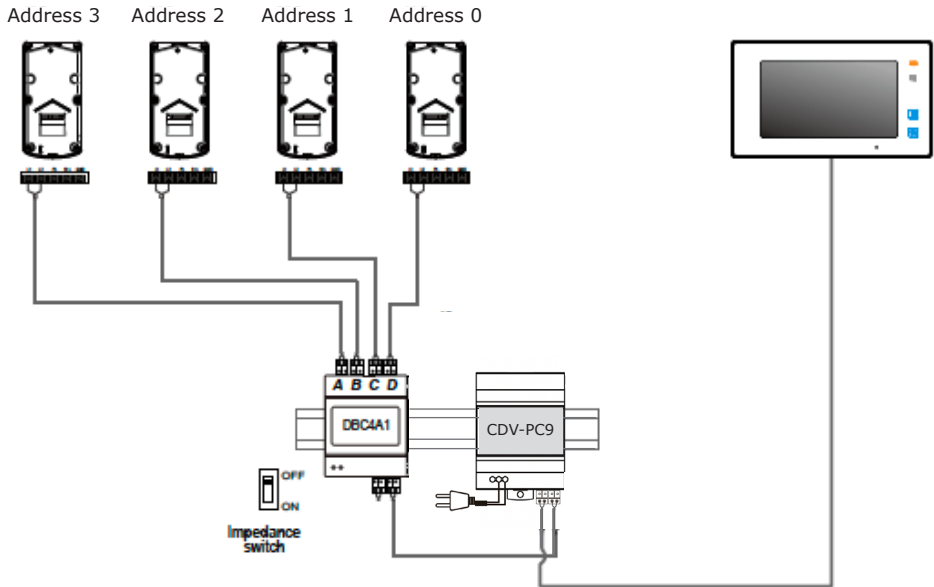 Address 3 Address 2 Address 1 Address 0
A B C D
DBC4A1
CDV-PC9
OFF
ON
Impedance
switch